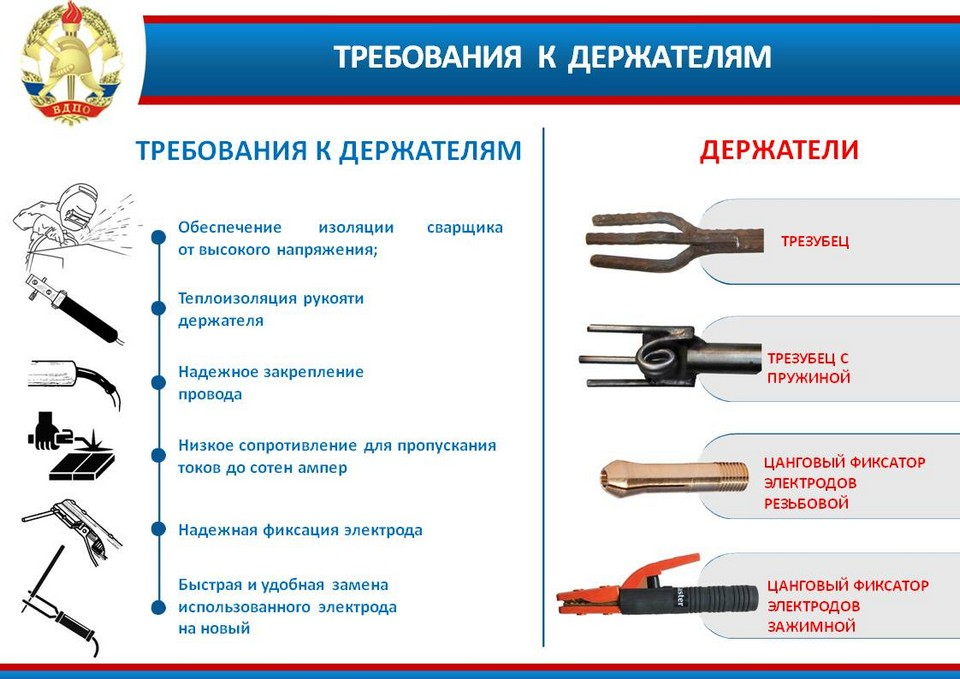 ТРЕБОВАНИЯ К ДЕРЖАТЕЛЯМ
ВДПО
ТРЕБОВАНИЯ К ДЕРЖАТЕЛЯМ
Обеспечение изоляции сварщика
от высокого напряжения;
Теплоизоляция рукояти
держателя
Надежное закрепление
провода
Низкое сопротивление для пропускания
токов до сотен ампер
Надежная фиксация электрода
Быстрая и удобная замена
использованного электрода
на новый
ДЕРЖАТЕЛИ
ТРЕЗУБЕЦ
ТРЕЗУБЕЦ С
ПРУЖИНОЙ
ЦАНГОВЫЙ ФИКСАТОР
ЭЛЕКТРОДОВ
РЕЗЬБОВОЙ
ЦАНГОВЫЙ ФИКСАТОР
ЭЛЕКТРОДОВ
ЗАЖИМНОЙ